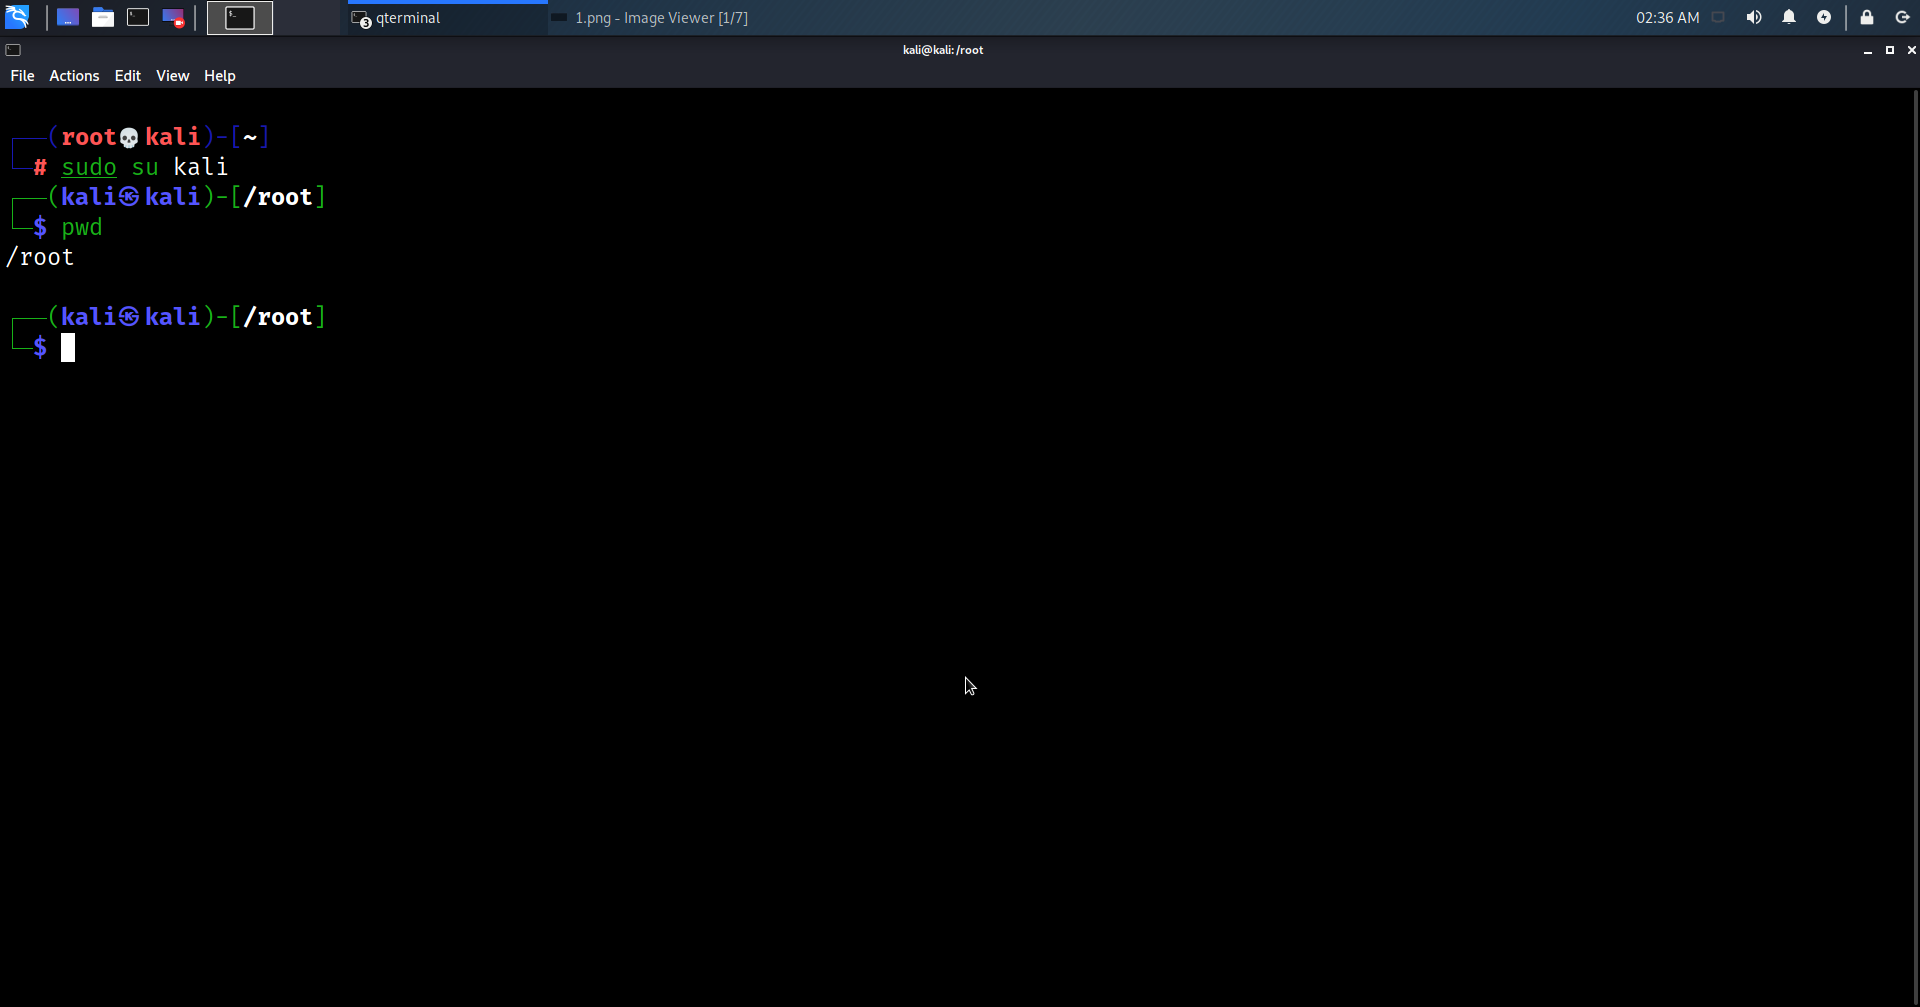 qterminal
1.png - Image Viewer [1/7]
02:36 AM
kali@kali: /root
File Actions Edit View Help
┌──(root💀kali)-[~]
└─# sudo su kali
┌──(kali㉿kali)-[/root]
└─$ pwd
/root
┌──(kali㉿kali)-[/root]
└─$